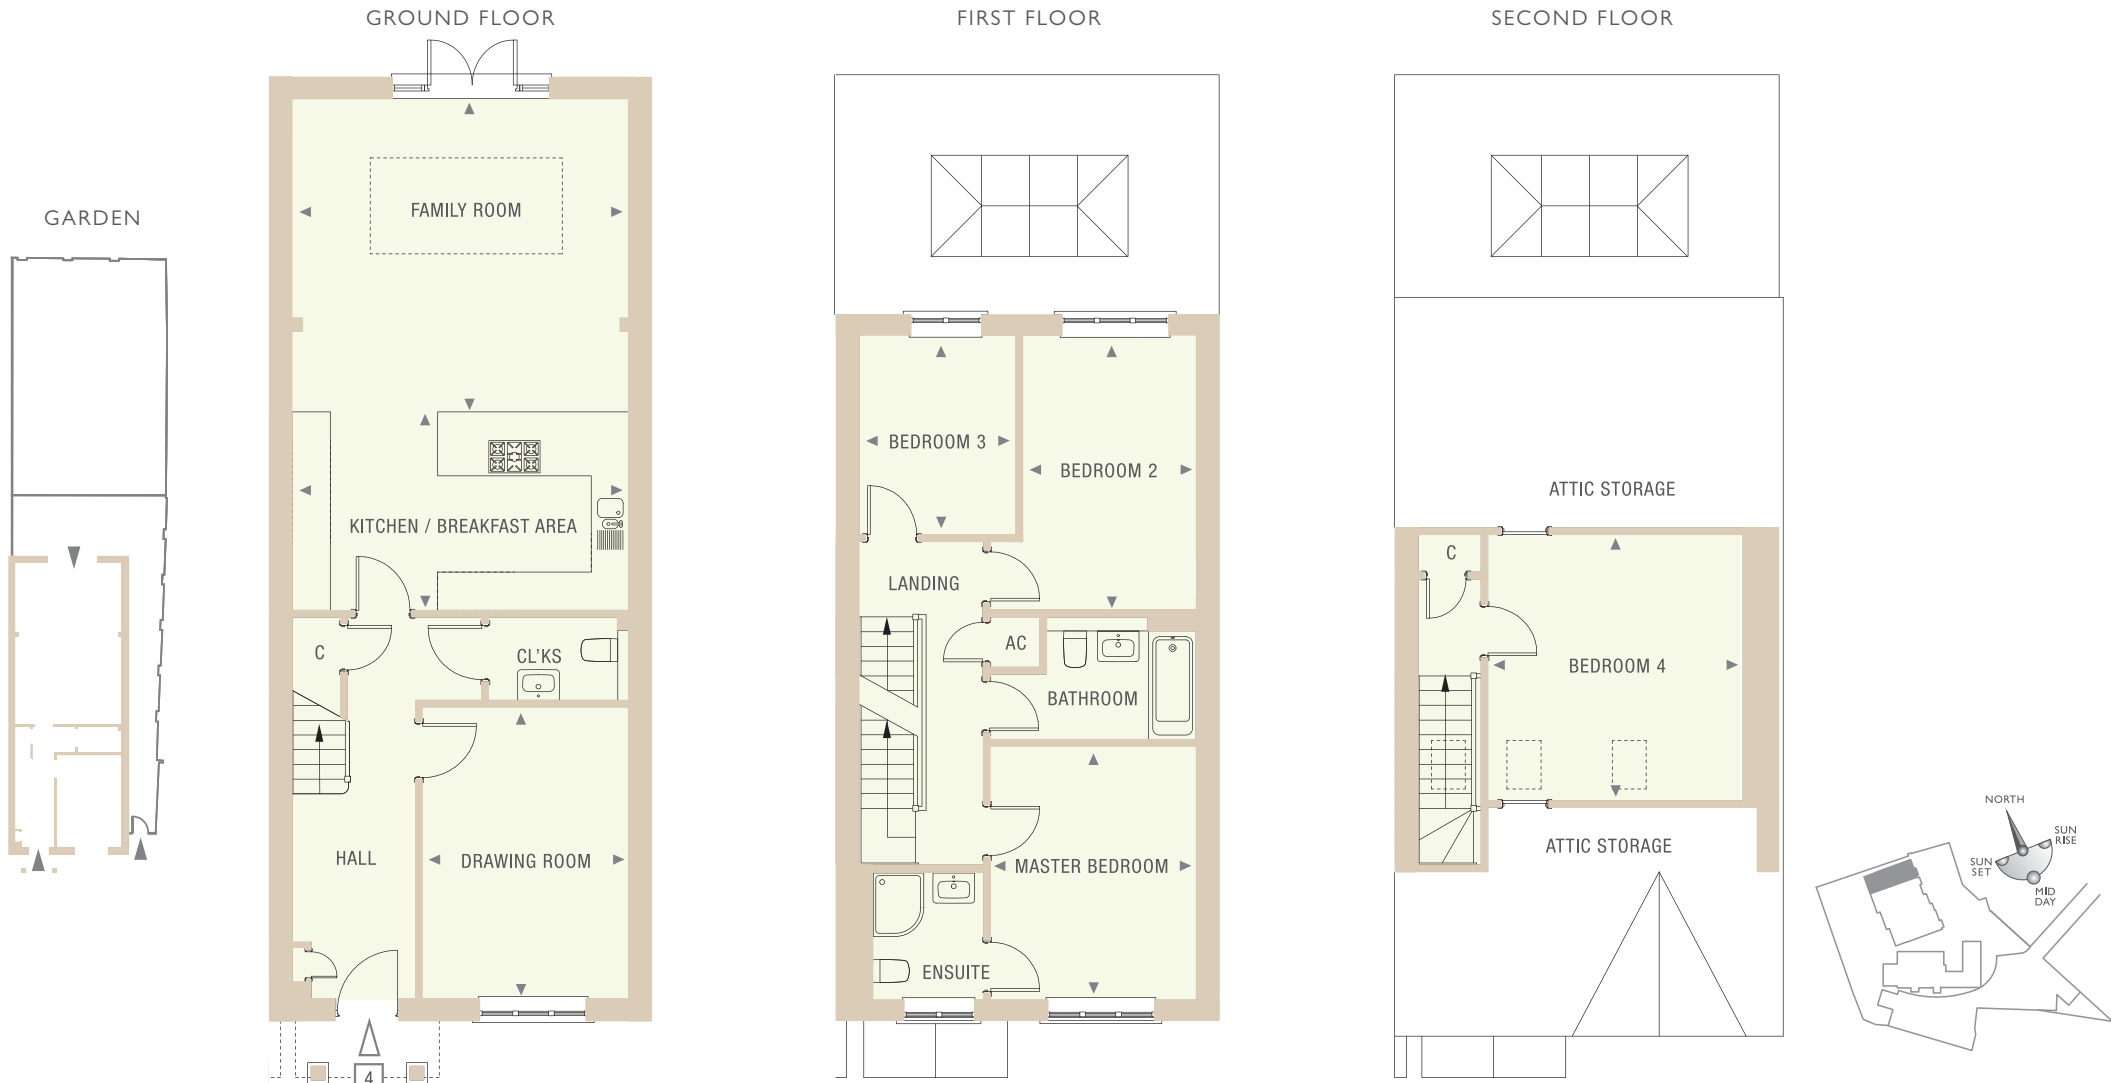 GROUND FLOOR
FIRST FLOOR
SECOND FLOOR
GARDEN
FAMILY ROOM
KITCHEN / BREAKFAST AREA
C
CL'KS
HALL
DRAWING ROOM
4
BEDROOM 3
BEDROOM 2
LANDING
AC
BATHROOM
MASTER BEDROOM
ENSUITE
ATTIC STORAGE
C
BEDROOM 4
ATTIC STORAGE
NORTH
SUN
RISE
SUN
SET
MID
DAY